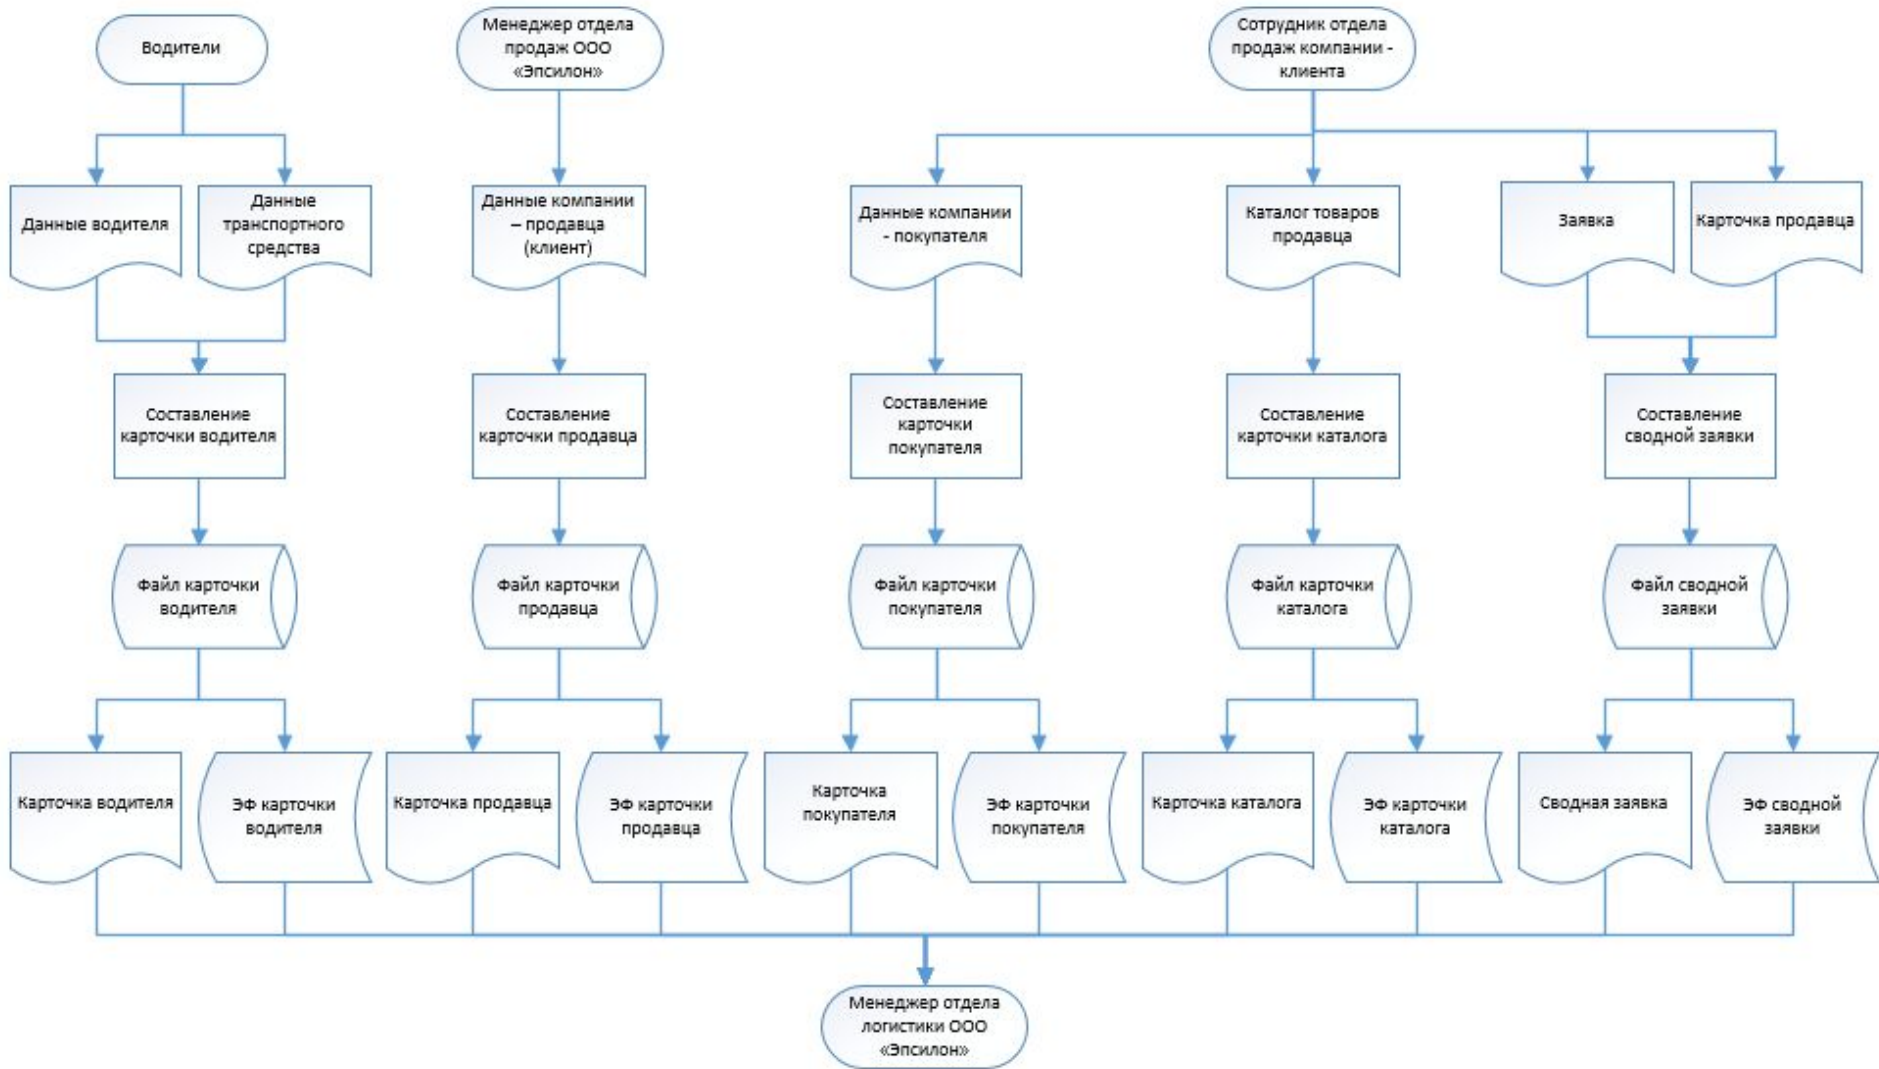 Водители
Менеджер отдела
продаж ООО
«Эпсилон»
Сотрудник отдела
продаж компании -
клиента
Данные водителя
Данные
транспортного
средства
Данные компании
– продавца
(клиент)
Данные компании
- покупателя
Каталог товаров
продавца
Заявка
Карточка продавца
Составление
карточки водителя
Составление
карточки продавца
Составление
карточки
покупателя
Составление
карточки каталога
Составление
сводной заявки
Файл карточки
водителя
Файл карточки
продавца
Файл карточки
покупателя
Файл карточки
каталога
Файл сводной
заявки
Карточка водителя
ЭФ карточки
водителя
Карточка продавца
ЭФ карточки
продавца
Карточка
покупателя
ЭФ карточки
покупателя
Карточка каталога
ЭФ карточки
каталога
Сводная заявка
ЭФ сводной
заявки
Менеджер отдела
логистики ООО
«Эпсилон»